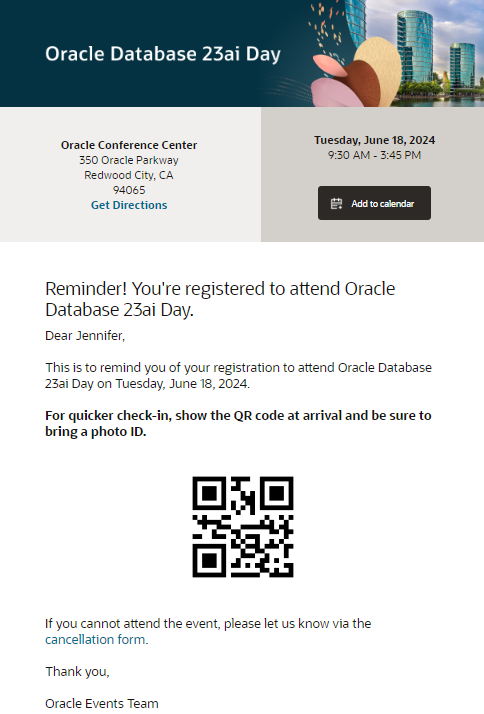 Oracle Database 23ai Day
Oracle Conference Center
350 Oracle Parkway
Redwood City, CA
94065
Get Directions
Tuesday, June 18, 2024
9:30 AM - 3:45 PM
Add to calendar
Reminder! You're registered to attend Oracle
Database 23ai Day.
Dear Jennifer,
This is to remind you of your registration to attend Oracle Database
23ai Day on Tuesday, June 18, 2024.
For quicker check-in, show the QR code at arrival and be sure to
bring a photo ID.
If you cannot attend the event, please let us know via the
cancellation form.
Thank you,
Oracle Events Team